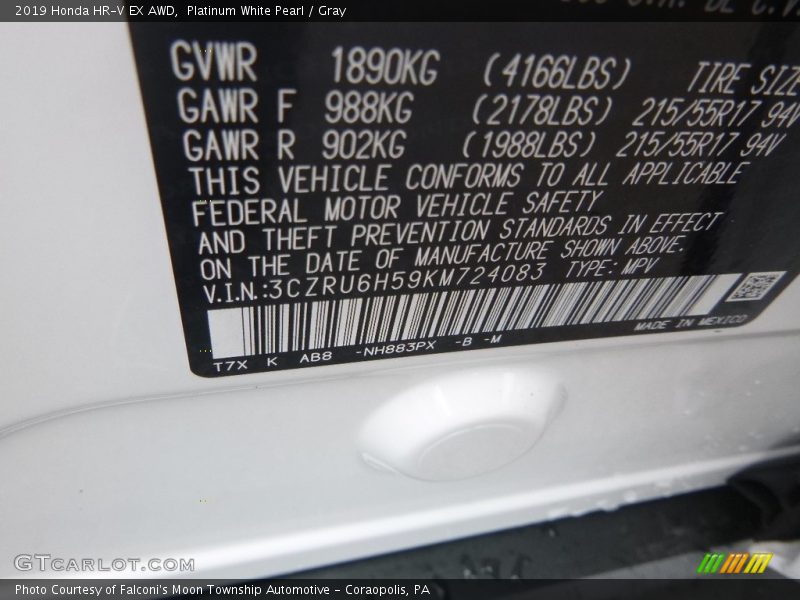 2019 Honda HR-V EX AWD, Platinum White Pearl / Gray
DE C.V.
GVWR 1890KG (4166LBS) TIRE SIZE
GAWR F 988KG (2178LBS) 215/55R17 94V
GAWR R 902KG (1988LBS) 215/55R17 94V
THIS VEHICLE CONFORMS TO ALL APPLICABLE
FEDERAL MOTOR VEHICLE SAFETY
AND THEFT PREVENTION STANDARDS IN EFFECT
ON THE DATE OF MANUFACTURE SHOWN ABOVE.
V.I.N.:3CZRU6H59KM724083 TYPE: MPV
T7X K AB8 -NH883PX -B -M MADE IN MEXICO
GTcarlot.com
Photo Courtesy of Falconi's Moon Township Automotive - Coraopolis, PA